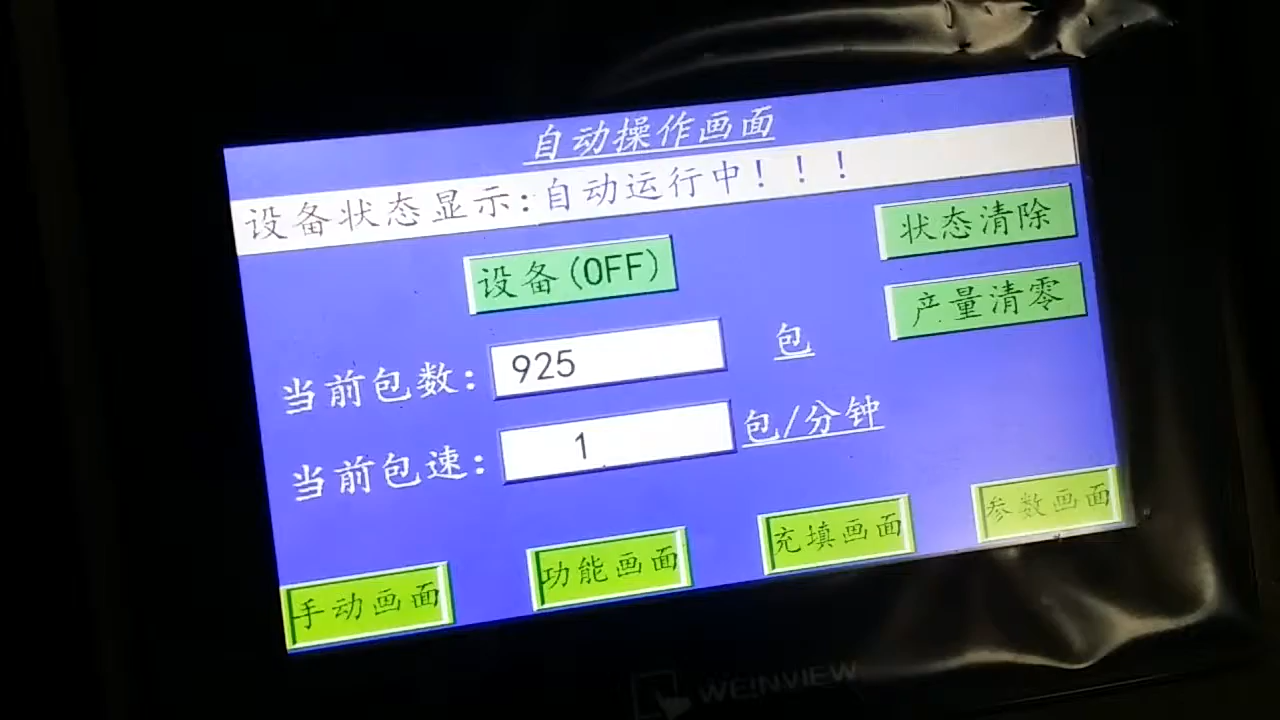 自动操作画面
设备状态显示:自动运行中！！！
状态清除
设备(OFF)
产量清零
当前包数: 925 包
当前包速: 1 包/分钟
手动画面 功能画面 充填画面 参数画面
WEINVIEW